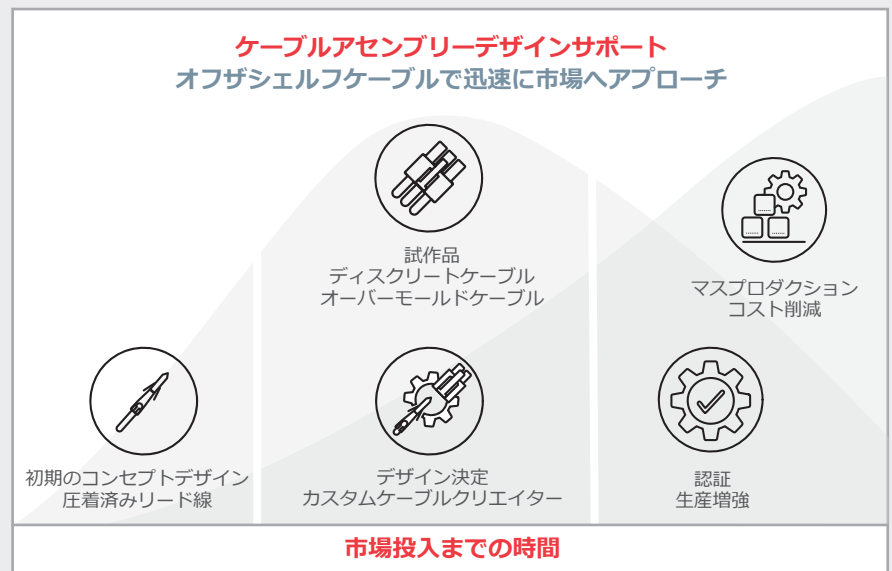 ケーブルアセンブリーデザインサポート
オフザシェルフケーブルで迅速に市場へアプローチ
試作品
ディスクリートケーブル
オーバーモールドケーブル
マスプロダクション
コスト削減
初期のコンセプトデザイン
圧着済みリード線
デザイン決定
カスタムケーブルクリエイター
認証
生産増強
市場投入までの時間